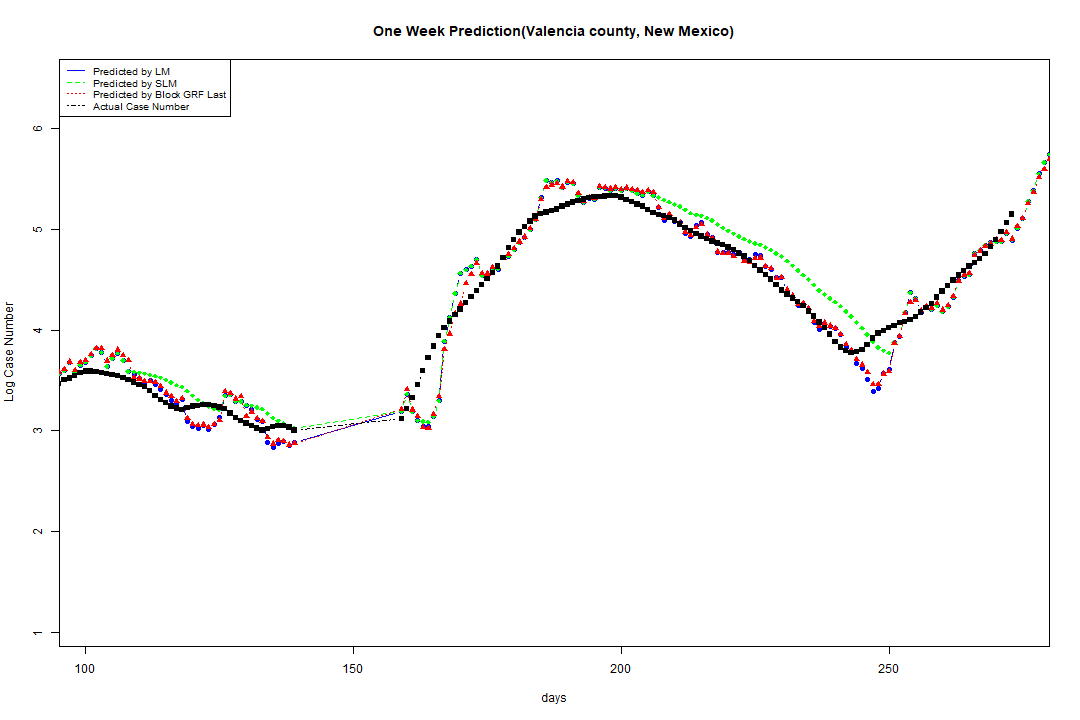 One Week Prediction(Valencia county, New Mexico)
Predicted by LM
Predicted by SLM
Predicted by Block GRF Last
Actual Case Number
6
5
4
3
2
1
Log Case Number
100 150 200 250
days